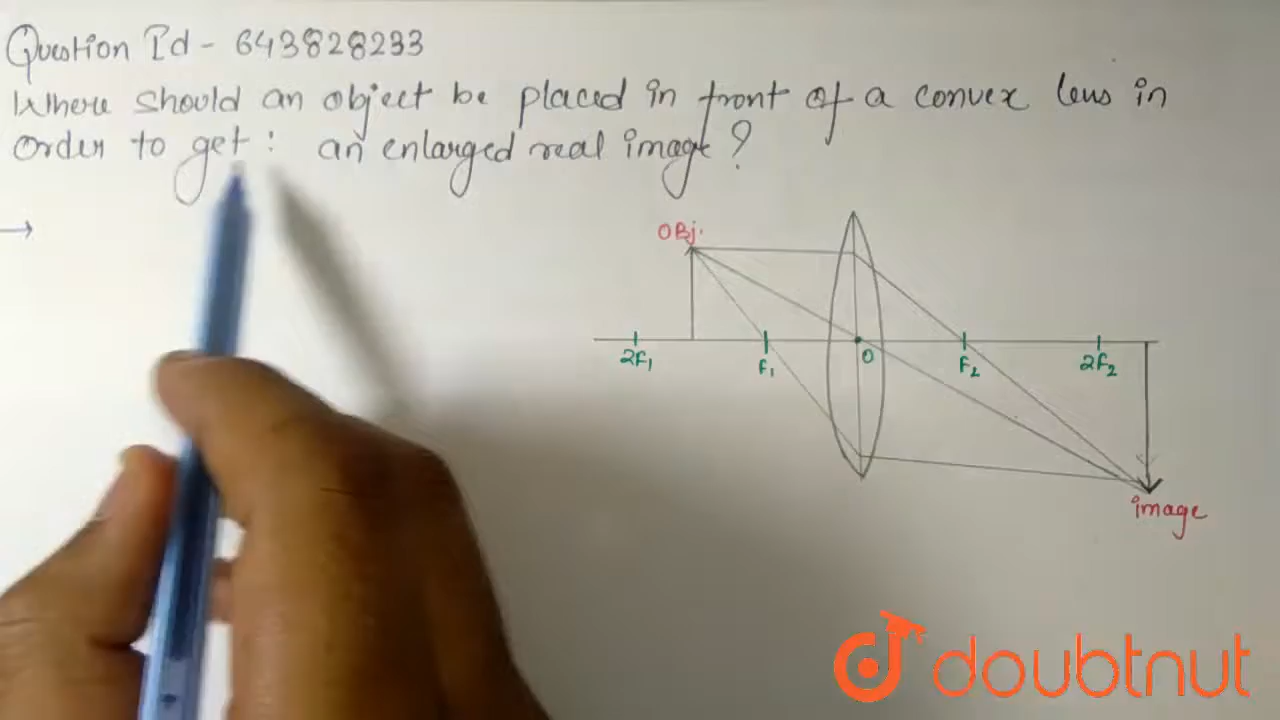 Question Id - 643828233
Where should an object be placed in front of a convex lens in
order to get: an enlarged real image?
→
OBj.
2F₁
F₁
O
F₂
2F₂
image
doubtnut